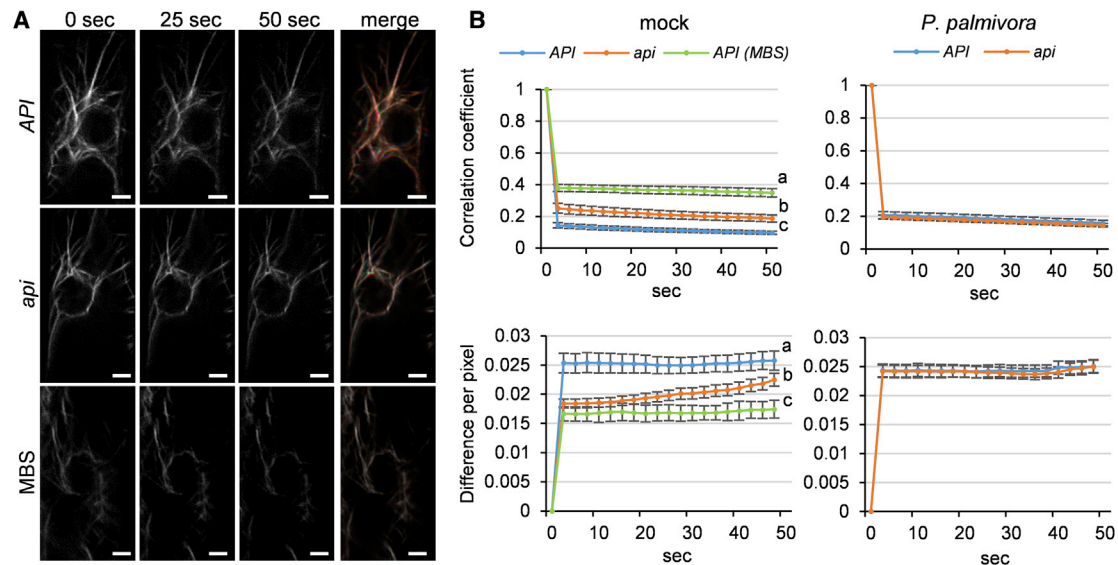 A
0 sec 25 sec 50 sec merge
API
api
MBS
B
mock
API api API (MBS)
Correlation coefficient
1
0.8
0.6
0.4
0.2
0
a
b
c
0 10 20 30 40 50
sec
P. palmivora
API api
1
0.8
0.6
0.4
0.2
0
0 10 20 30 40 50
sec
Difference per pixel
0.03
0.025
0.02
0.015
0.01
0.005
0
a
b
c
0 10 20 30 40 50
sec
0.03
0.025
0.02
0.015
0.01
0.005
0
0 10 20 30 40 50
sec